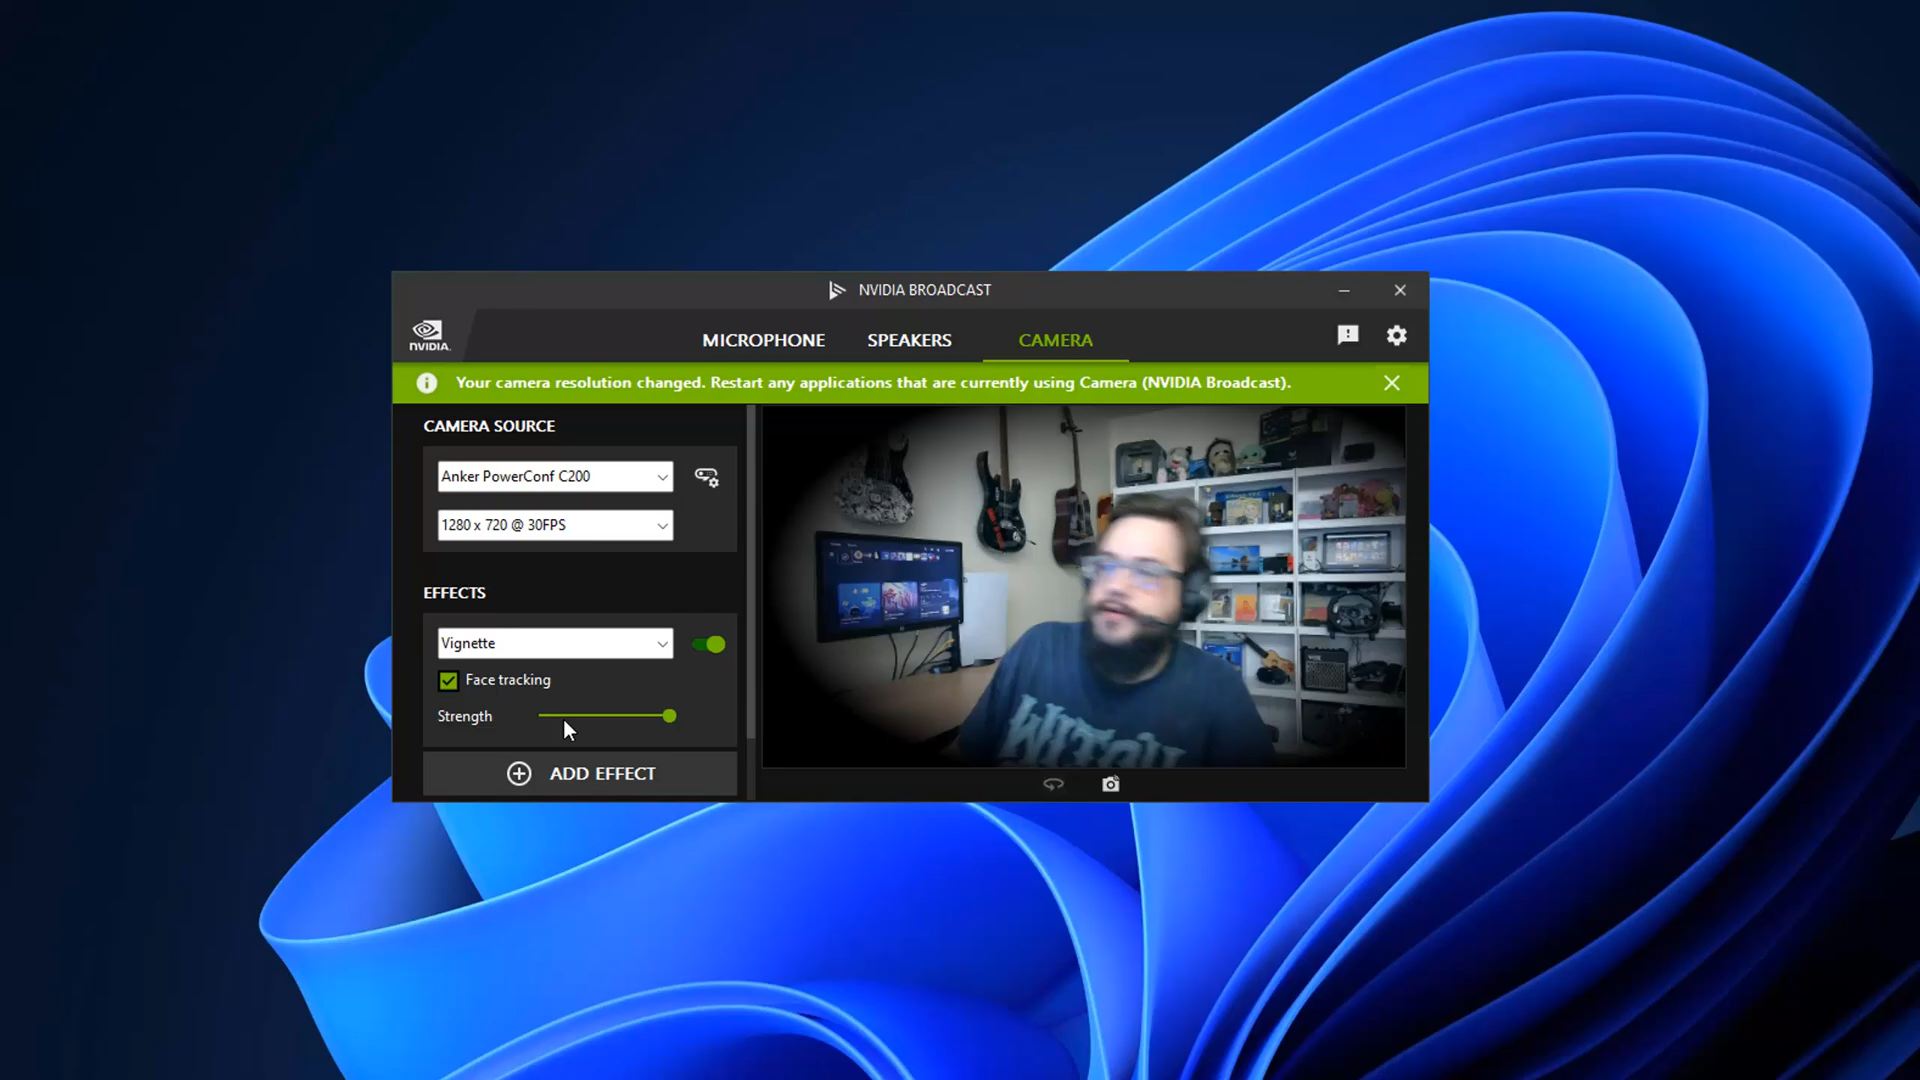 NVIDIA BROADCAST
NVIDIA.
MICROPHONE
SPEAKERS
CAMERA
Your camera resolution changed. Restart any applications that are currently using Camera (NVIDIA Broadcast).
CAMERA SOURCE
Anker PowerConf C200
1280 x 720 @ 30FPS
EFFECTS
Vignette
Face tracking
Strength
ADD EFFECT